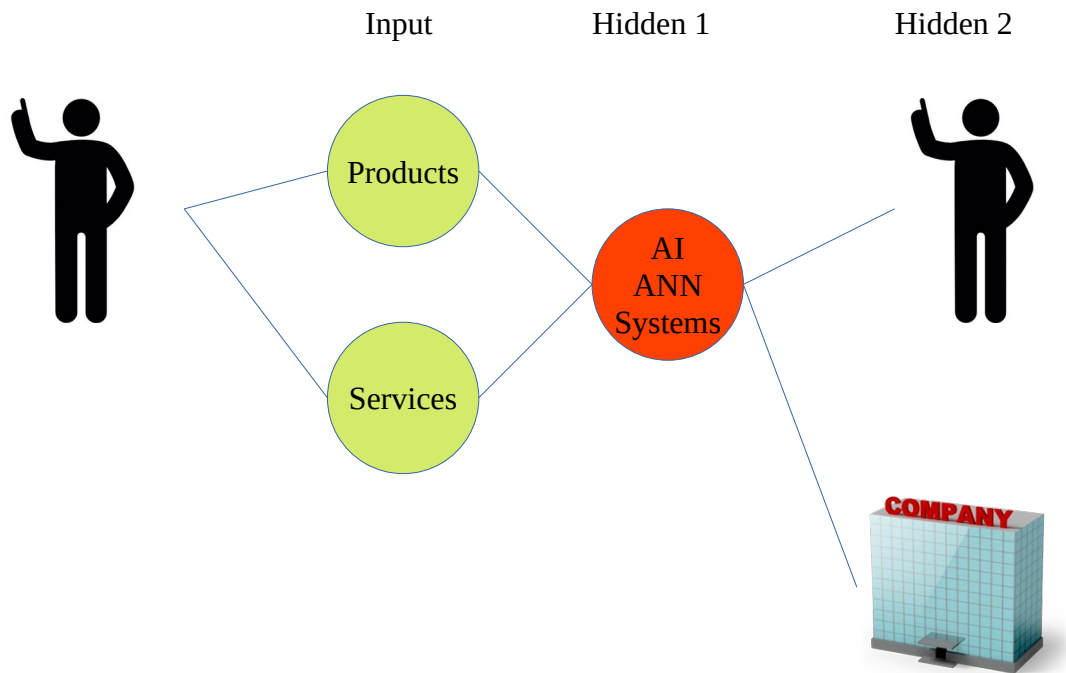 Input Hidden 1 Hidden 2
Products
AI
ANN
Systems
Services
COMPANY